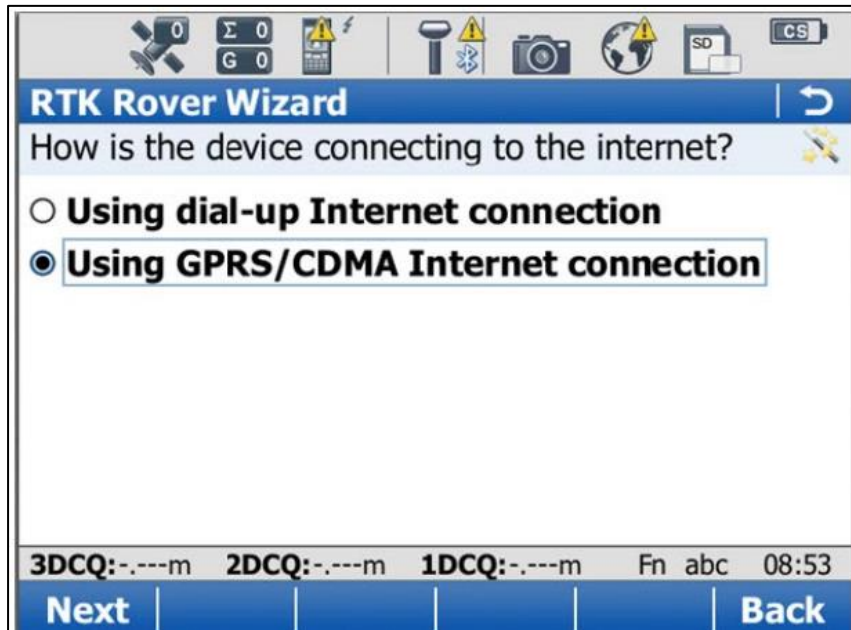 0 Σ 0 SD CS
G 0
RTK Rover Wizard
How is the device connecting to the internet?
Using dial-up Internet connection
Using GPRS/CDMA Internet connection
3DCQ:-.---m 2DCQ:-.---m 1DCQ:-.---m Fn abc 08:53
Next Back